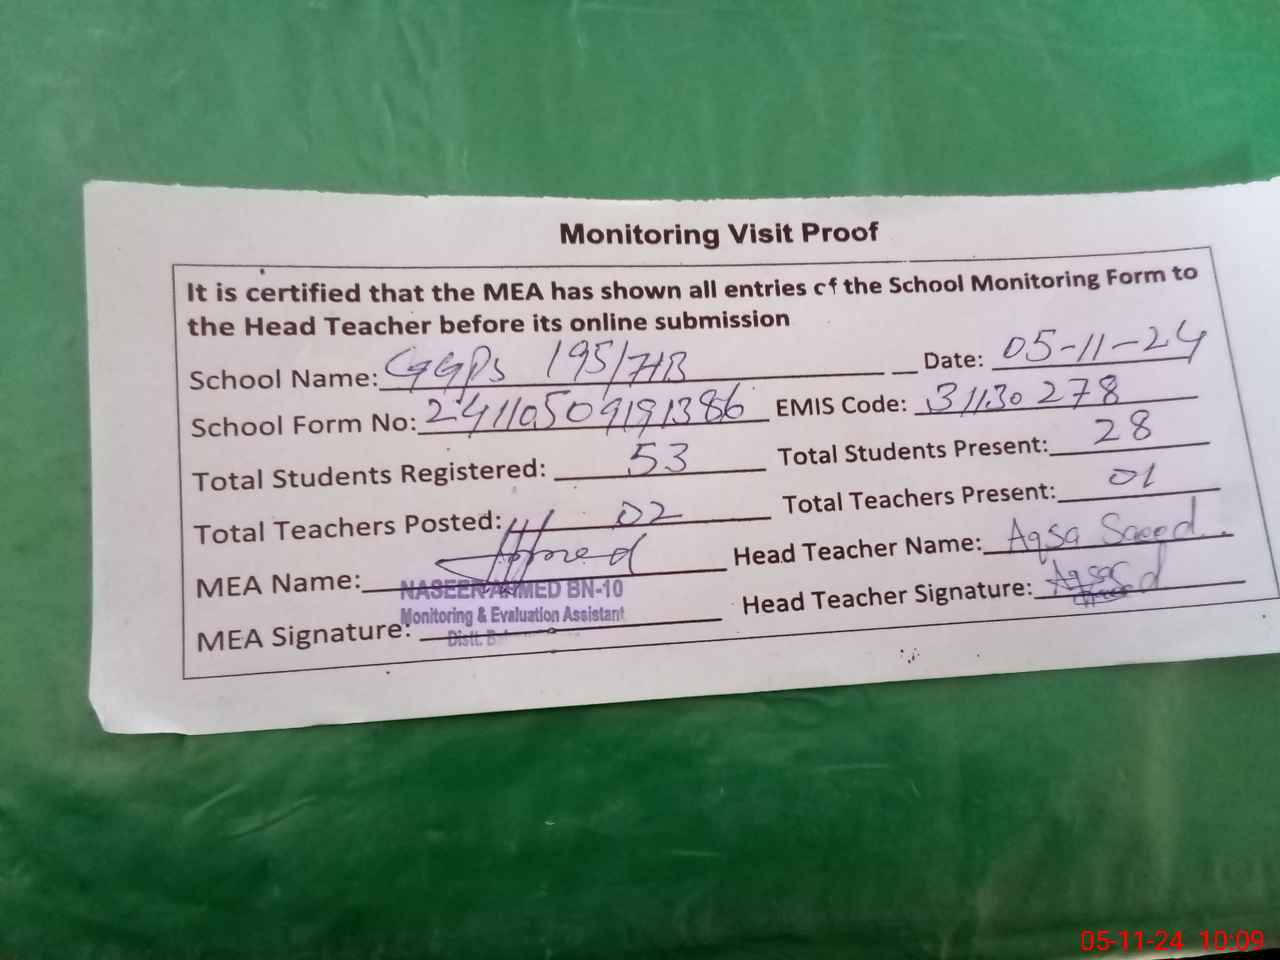 Monitoring Visit Proof
It is certified that the MEA has shown all entries of the School Monitoring Form to
the Head Teacher before its online submission
School Name: GGPS 195/7HB Date: 05-11-24
School Form No: 24110509191386 EMIS Code: 31130278
Total Students Registered: 53 Total Students Present: 28
Total Teachers Posted: 02 Total Teachers Present: 01
MEA Name: Head Teacher Name: Aqsa Saeed
NASEER AHMED BN-10
Monitoring & Evaluation Assistant
Distt.
MEA Signature: Head Teacher Signature: Aqsa
05-11-24 10:09